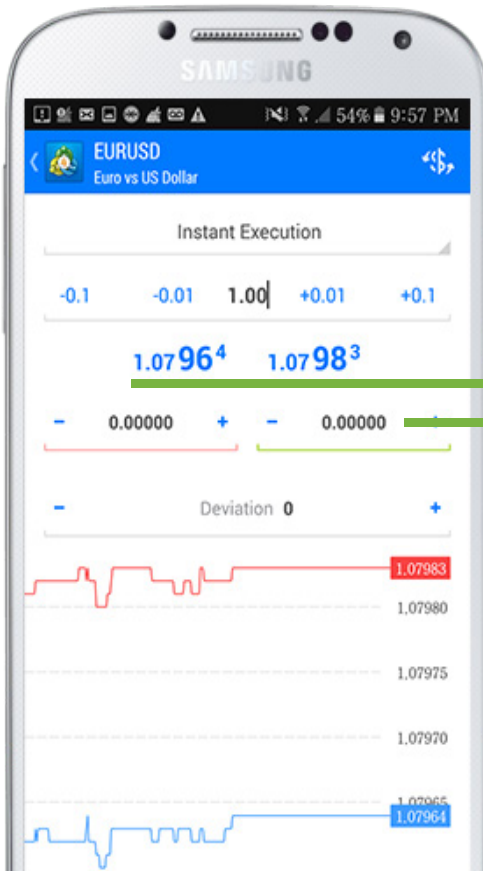 SAMSUNG
54% 9:57 PM
EURUSD
Euro vs US Dollar
Instant Execution
-0.1 -0.01 1.00 +0.01 +0.1
1.07964 1.07983
- 0.00000 + - 0.00000 +
- Deviation 0 +
1.07983
1.07980
1.07975
1.07970
1.07965
1.07964